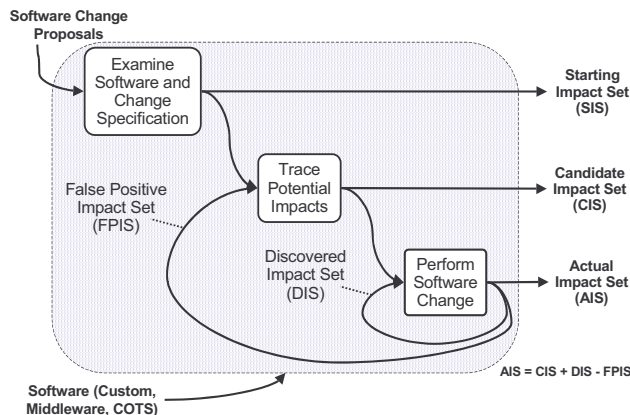 Software Change
Proposals
Examine
Software and
Change
Specification
Starting
Impact Set
(SIS)
Trace
Potential
Impacts
Candidate
Impact Set
(CIS)
False Positive
Impact Set
(FPIS)
Discovered
Impact Set
(DIS)
Perform
Software
Change
Actual
Impact Set
(AIS)
AIS = CIS + DIS - FPIS
Software (Custom,
Middleware, COTS)